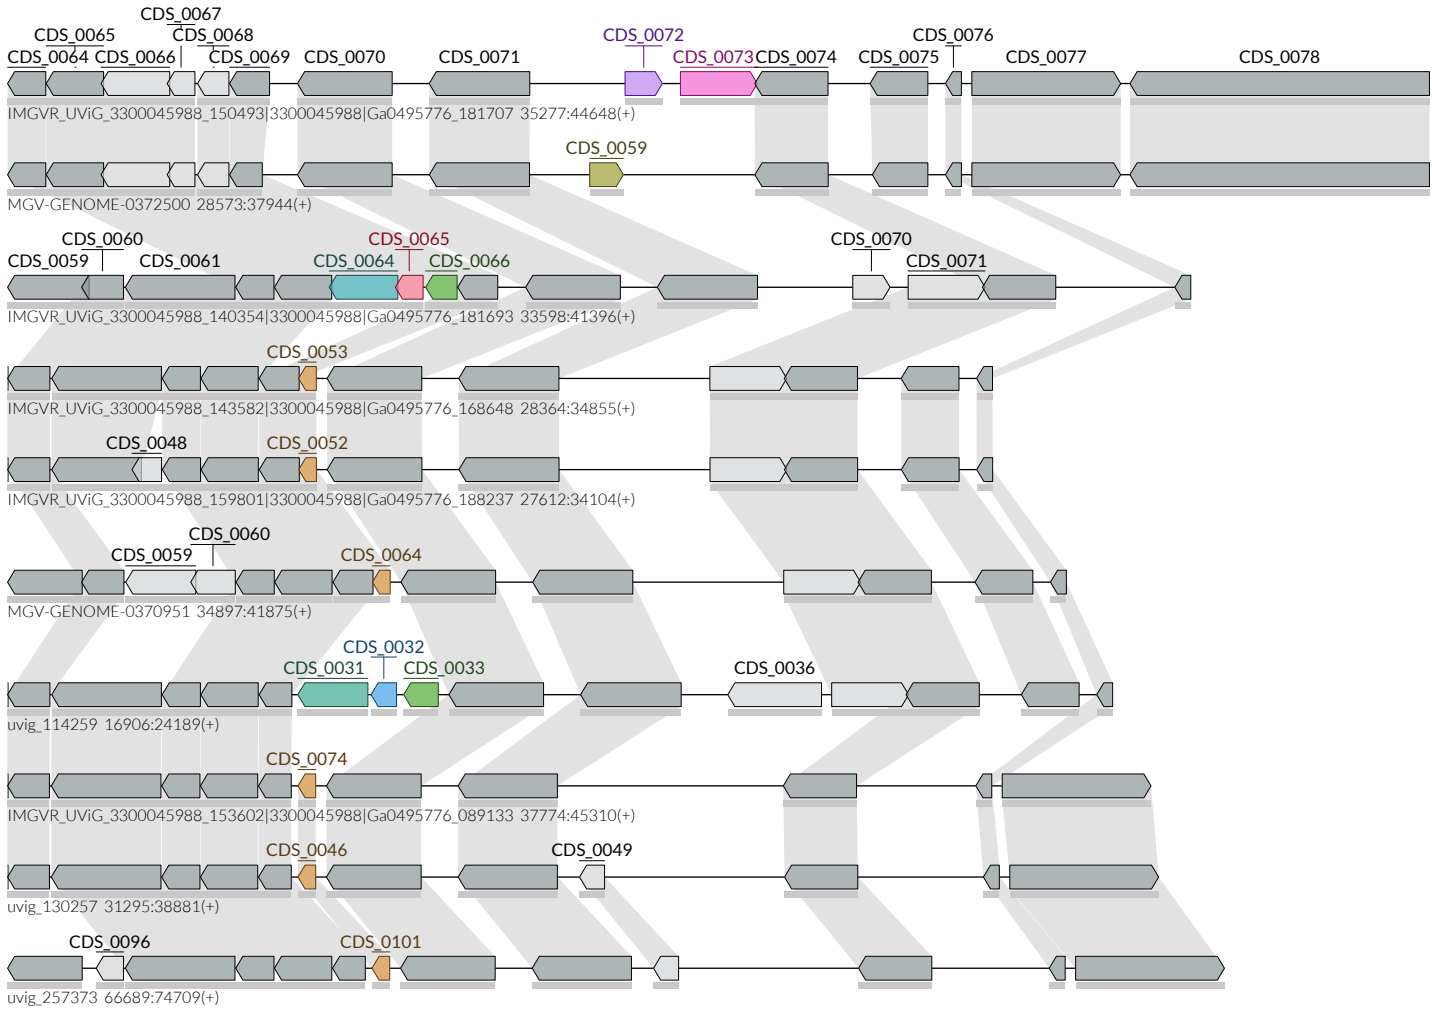 CDS_0067
CDS_0065 CDS_0068 CDS_0072 CDS_0076
CDS_0064 CDS_0066 CDS_0069 CDS_0070 CDS_0071 CDS_0073 CDS_0074 CDS_0075 CDS_0077 CDS_0078
IMGVR_UViG_3300045988_150493|3300045988|Ga0495776_181707 35277:44648(+)
CDS_0059
MGV-GENOME-0372500 28573:37944(+)
CDS_0060 CDS_0065 CDS_0070
CDS_0059 CDS_0061 CDS_0064 CDS_0066 CDS_0071
IMGVR_UViG_3300045988_140354|3300045988|Ga0495776_181693 33598:41396(+)
CDS_0053
IMGVR_UViG_3300045988_143582|3300045988|Ga0495776_168648 28364:34855(+)
CDS_0048 CDS_0052
IMGVR_UViG_3300045988_159801|3300045988|Ga0495776_188237 27612:34104(+)
CDS_0060
CDS_0059 CDS_0064
MGV-GENOME-0370951 34897:41875(+)
CDS_0032
CDS_0031 CDS_0033 CDS_0036
uvig_114259 16906:24189(+)
CDS_0074
IMGVR_UViG_3300045988_153602|3300045988|Ga0495776_089133 37774:45310(+)
CDS_0046 CDS_0049
uvig_130257 31295:38881(+)
CDS_0096 CDS_0101
uvig_257373 66689:74709(+)